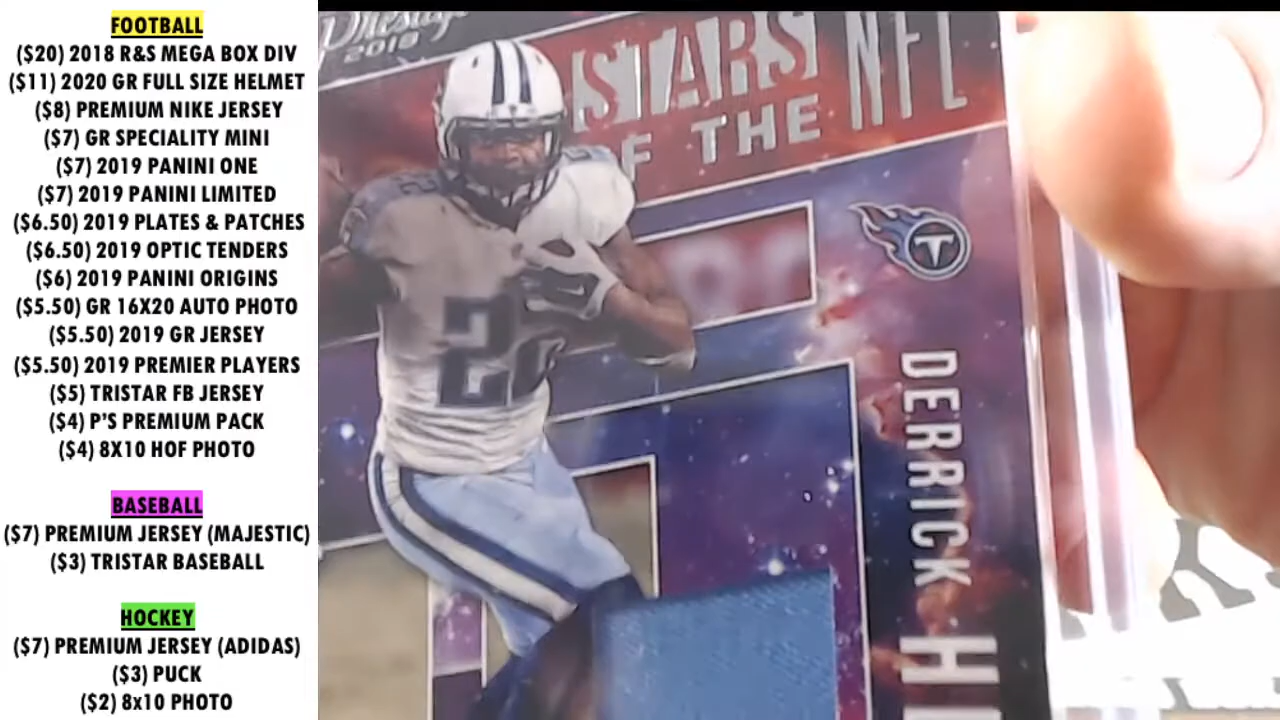 FOOTBALL
($20) 2018 R&S MEGA BOX DIV
($11) 2020 GR FULL SIZE HELMET
($8) PREMIUM NIKE JERSEY
($7) GR SPECIALITY MINI
($7) 2019 PANINI ONE
($7) 2019 PANINI LIMITED
($6.50) 2019 PLATES & PATCHES
($6.50) 2019 OPTIC TENDERS
($6) 2019 PANINI ORIGINS
($5.50) GR 16X20 AUTO PHOTO
($5.50) 2019 GR JERSEY
($5.50) 2019 PREMIER PLAYERS
($5) TRISTAR FB JERSEY
($4) P'S PREMIUM PACK
($4) 8X10 HOF PHOTO
BASEBALL
($7) PREMIUM JERSEY (MAJESTIC)
($3) TRISTAR BASEBALL
HOCKEY
($7) PREMIUM JERSEY (ADIDAS)
($3) PUCK
($2) 8x10 PHOTO
Prestige
2018
STARS NFL
OF THE
22
T
DERRICK